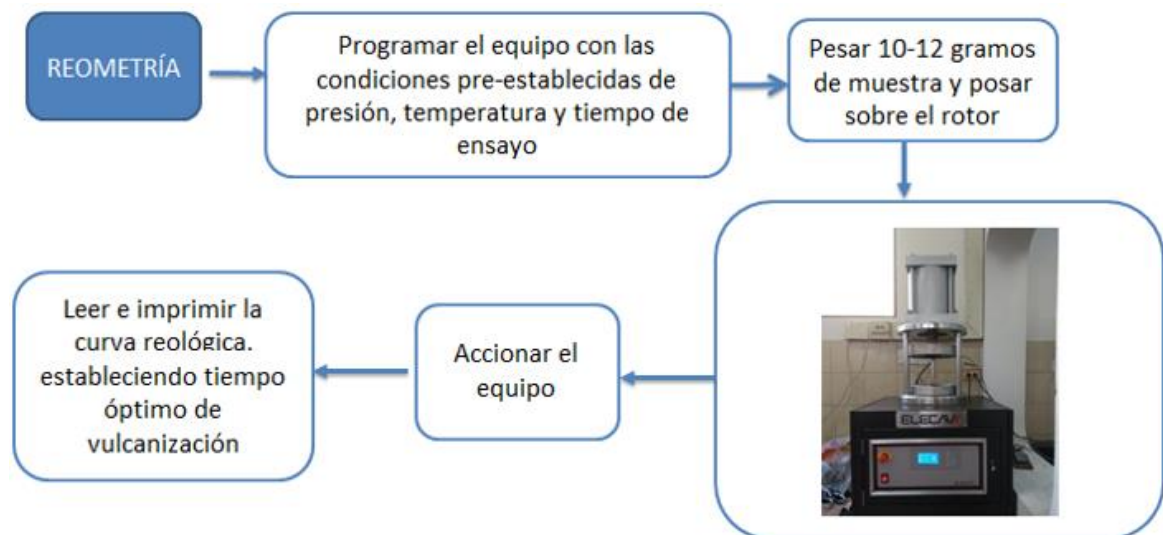 REOMETRÍA
Programar el equipo con las
condiciones pre-establecidas de
presión, temperatura y tiempo de
ensayo
Pesar 10-12 gramos
de muestra y posar
sobre el rotor
Leer e imprimir la
curva reológica.
estableciendo tiempo
óptimo de
vulcanización
Accionar el
equipo